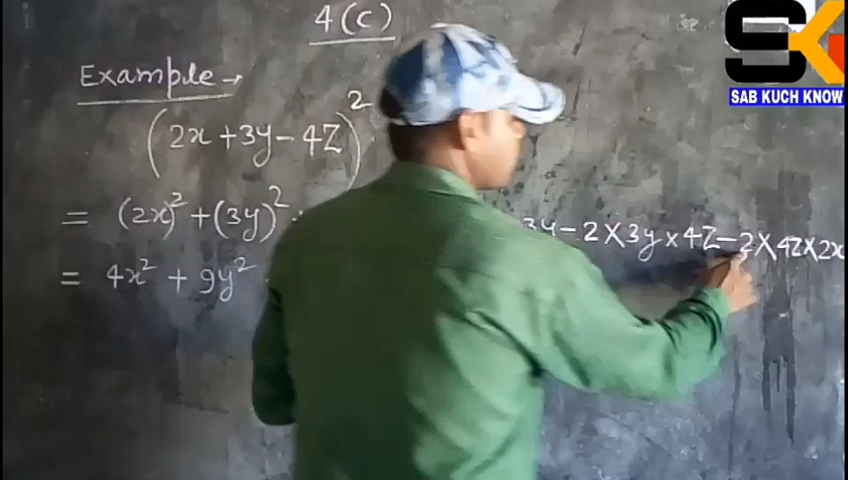 4(C)
SK
SAB KUCH KNOW
Example →
(2x + 3y - 4Z)²
= (2x)² + (3y)² 3y - 2 × 3y × 4Z - 2 × 4Z × 2x
= 4x² + 9y²